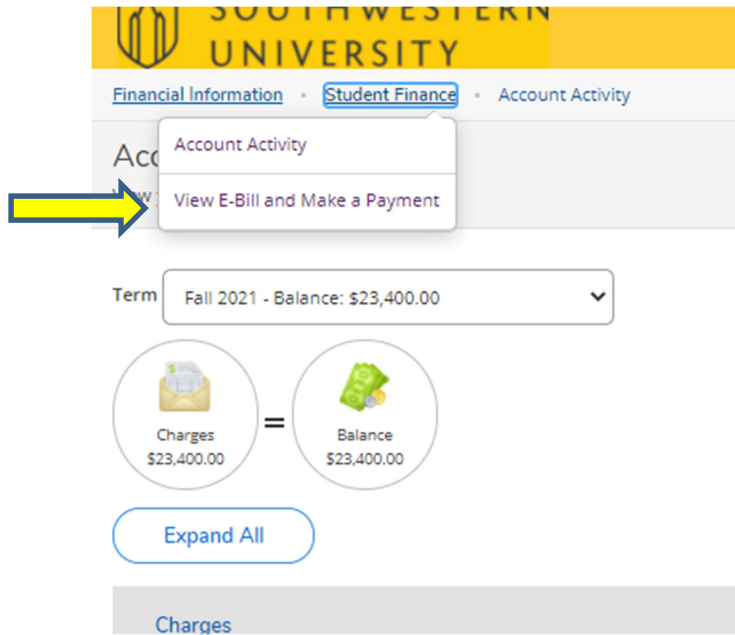 SOUTHWESTERN
UNIVERSITY
Financial Information • Student Finance • Account Activity
Account Activity
View E-Bill and Make a Payment
Term Fall 2021 - Balance: $23,400.00
Charges
$23,400.00
=
Balance
$23,400.00
Expand All
Charges